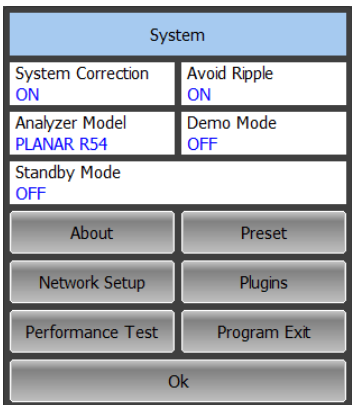 System
System Correction
ON
Avoid Ripple
ON
Analyzer Model
PLANAR R54
Demo Mode
OFF
Standby Mode
OFF
About
Preset
Network Setup
Plugins
Performance Test
Program Exit
Ok